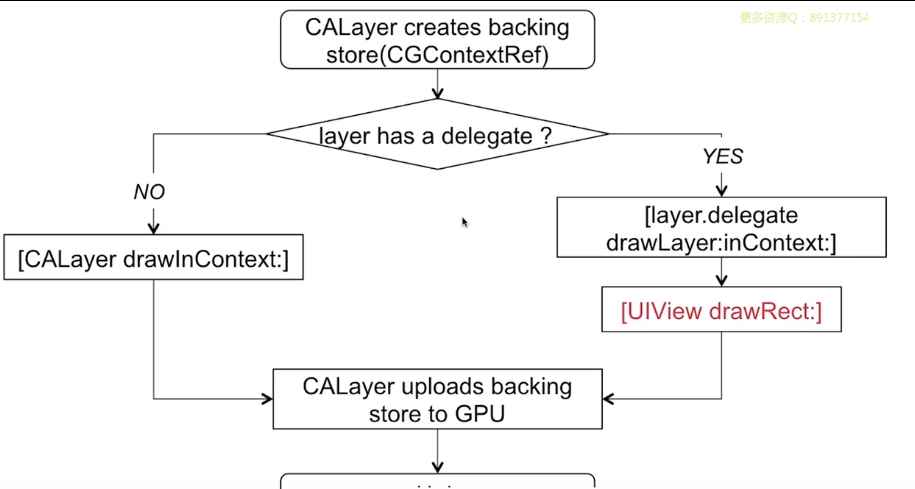 更多资源Q：891377154
CALayer creates backing
store(CGContextRef)
layer has a delegate ?
YES
NO
[layer.delegate
drawLayer:inContext:]
[CALayer drawInContext:]
[UIView drawRect:]
CALayer uploads backing
store to GPU